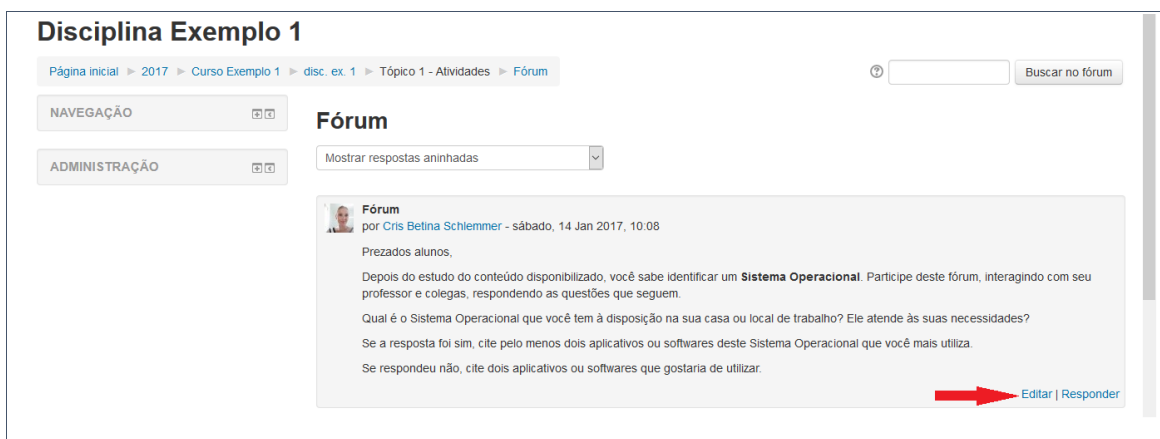 Disciplina Exemplo 1
Página inicial ► 2017 ► Curso Exemplo 1 ► disc. ex. 1 ► Tópico 1 - Atividades ► Fórum
Buscar no fórum
NAVEGAÇÃO
ADMINISTRAÇÃO
Fórum
Mostrar respostas aninhadas
Fórum
por Cris Betina Schlemmer - sábado, 14 Jan 2017, 10:08
Prezados alunos,
Depois do estudo do conteúdo disponibilizado, você sabe identificar um Sistema Operacional. Participe deste fórum, interagindo com seu
professor e colegas, respondendo as questões que seguem.
Qual é o Sistema Operacional que você tem à disposição na sua casa ou local de trabalho? Ele atende às suas necessidades?
Se a resposta foi sim, cite pelo menos dois aplicativos ou softwares deste Sistema Operacional que você mais utiliza.
Se respondeu não, cite dois aplicativos ou softwares que gostaria de utilizar.
Editar | Responder